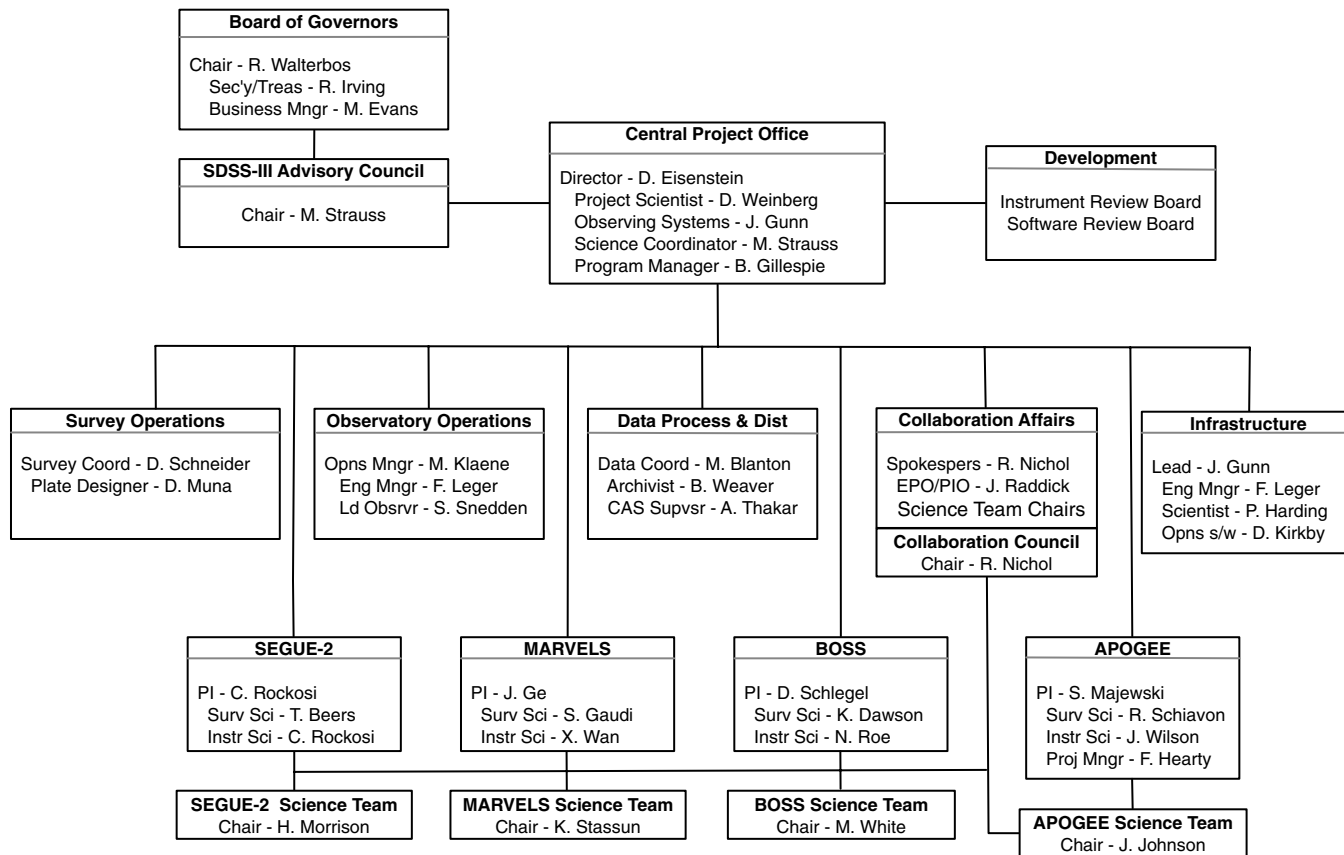 Board of Governors
Chair - R. Walterbos
Sec'y/Treas - R. Irving
Business Mngr - M. Evans
SDSS-III Advisory Council
Chair - M. Strauss
Central Project Office
Director - D. Eisenstein
Project Scientist - D. Weinberg
Observing Systems - J. Gunn
Science Coordinator - M. Strauss
Program Manager - B. Gillespie
Development
Instrument Review Board
Software Review Board
Survey Operations
Survey Coord - D. Schneider
Plate Designer - D. Muna
Observatory Operations
Opns Mngr - M. Klaene
Eng Mngr - F. Leger
Ld Obsrvr - S. Snedden
Data Process & Dist
Data Coord - M. Blanton
Archivist - B. Weaver
CAS Supvsr - A. Thakar
Collaboration Affairs
Spokespers - R. Nichol
EPO/PIO - J. Raddick
Science Team Chairs
Collaboration Council
Chair - R. Nichol
Infrastructure
Lead - J. Gunn
Eng Mngr - F. Leger
Scientist - P. Harding
Opns s/w - D. Kirkby
SEGUE-2
PI - C. Rockosi
Surv Sci - T. Beers
Instr Sci - C. Rockosi
MARVELS
PI - J. Ge
Surv Sci - S. Gaudi
Instr Sci - X. Wan
BOSS
PI - D. Schlegel
Surv Sci - K. Dawson
Instr Sci - N. Roe
APOGEE
PI - S. Majewski
Surv Sci - R. Schiavon
Instr Sci - J. Wilson
Proj Mngr - F. Hearty
SEGUE-2 Science Team
Chair - H. Morrison
MARVELS Science Team
Chair - K. Stassun
BOSS Science Team
Chair - M. White
APOGEE Science Team
Chair - J. Johnson